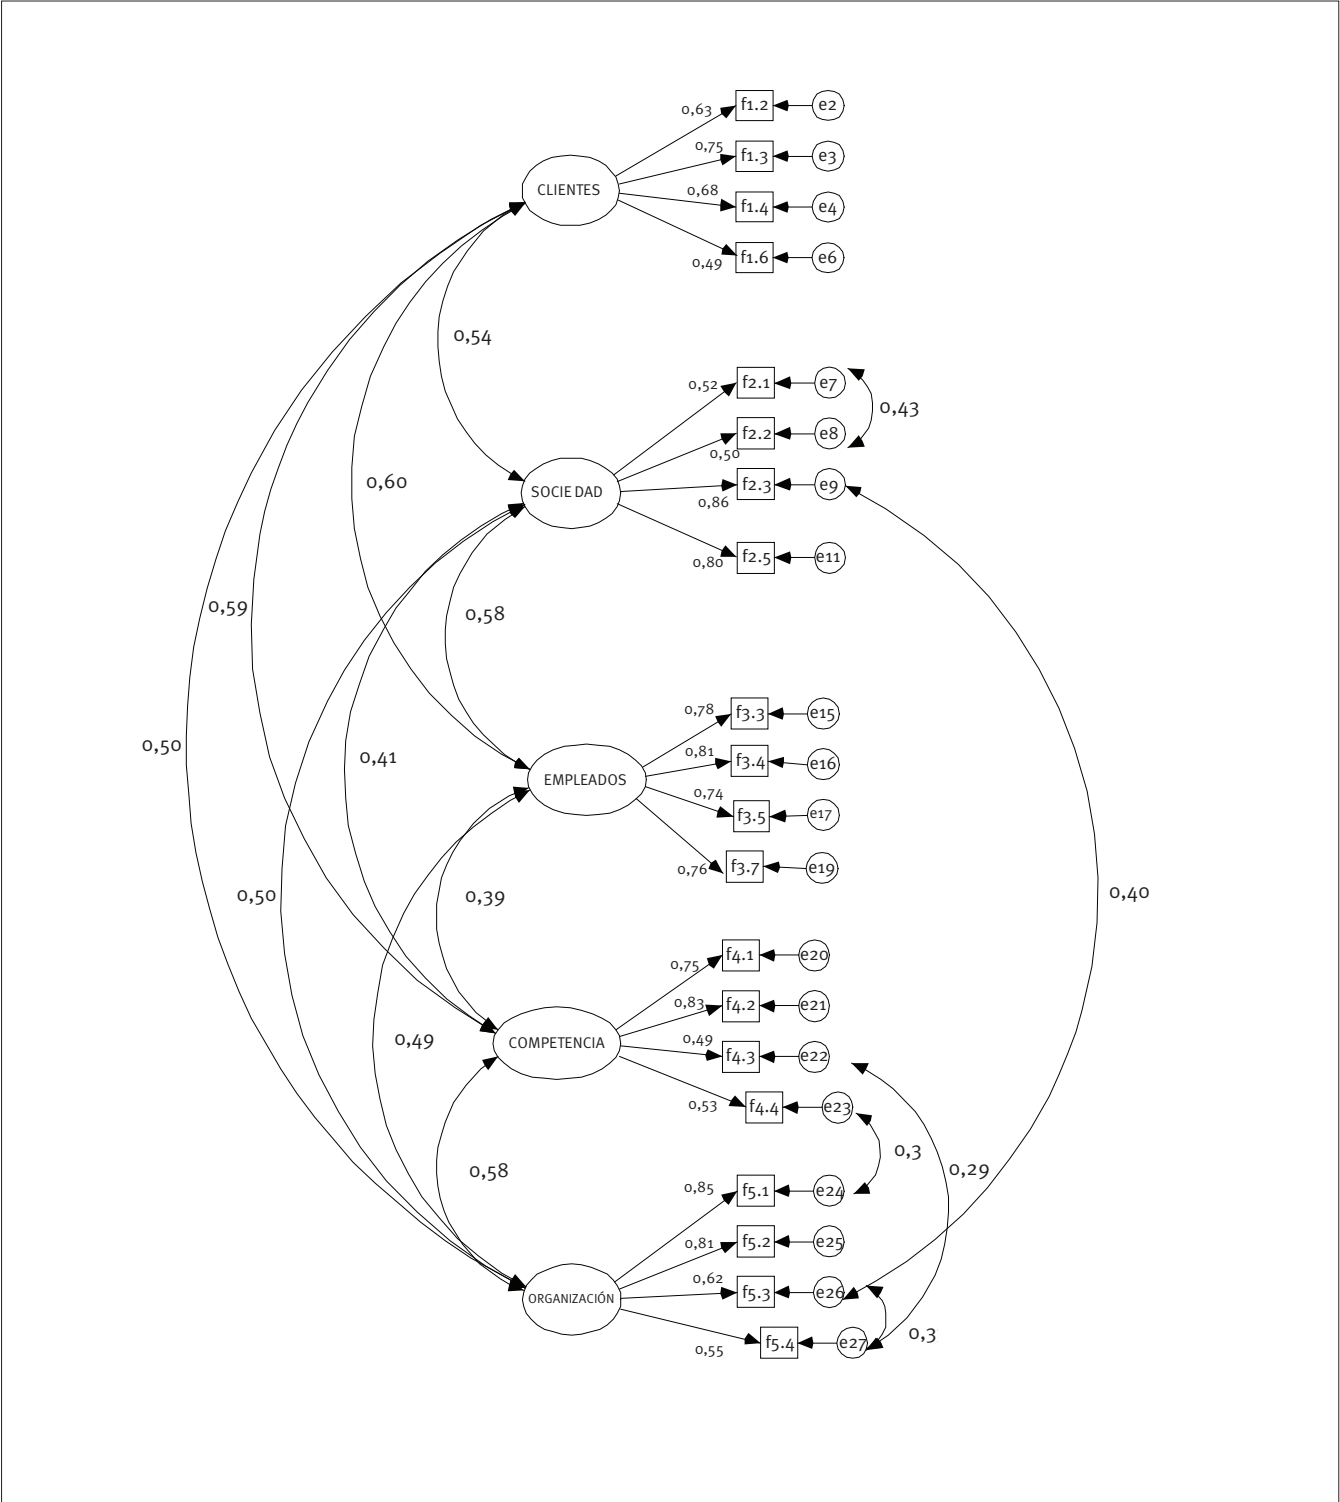 0,63 f1.2 e2
0,75 f1.3 e3
CLIENTES
0,68 f1.4 e4
0,49 f1.6 e6
0,54
0,52 f2.1 e7
0,43
f2.2 e8
0,50
0,60
SOCIEDAD
f2.3 e9
0,86
0,80 f2.5 e11
0,59
0,58
0,78 f3.3 e15
0,50
0,41
0,81 f3.4 e16
EMPLEADOS
0,74 f3.5 e17
0,76 f3.7 e19
0,50
0,39
0,40
0,75 f4.1 e20
0,83 f4.2 e21
0,49
COMPETENCIA
0,49 f4.3 e22
0,53 f4.4 e23
0,3
0,58
0,29
0,85 f5.1 e24
0,81 f5.2 e25
0,62 f5.3 e26
ORGANIZACIÓN
0,3
0,55 f5.4 e27